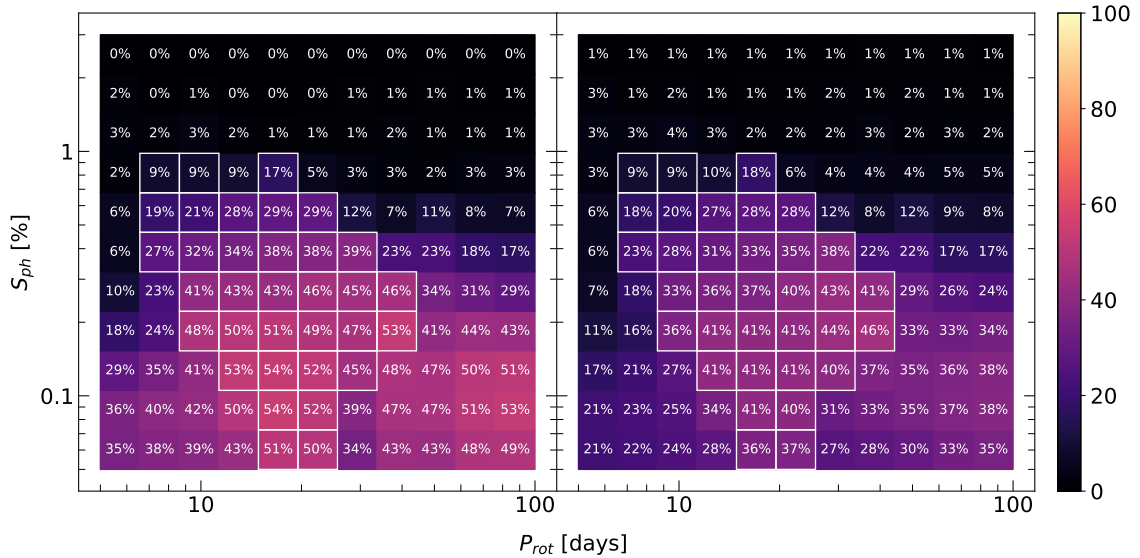 0% 0% 0% 0% 0% 0% 0% 0% 0% 0% 0%
2% 0% 1% 0% 0% 0% 1% 0% 1% 1% 1%
3% 2% 3% 2% 1% 1% 1% 2% 1% 1% 1%
2% 9% 9% 9% 17% 5% 3% 3% 2% 3% 3%
6% 19% 21% 28% 29% 29% 12% 7% 11% 8% 7%
6% 27% 32% 34% 38% 38% 39% 23% 23% 18% 17%
10% 23% 41% 43% 43% 46% 45% 46% 34% 31% 29%
18% 24% 48% 50% 51% 49% 47% 53% 41% 44% 43%
29% 35% 41% 53% 54% 52% 45% 48% 47% 50% 51%
36% 40% 42% 50% 54% 52% 39% 47% 47% 51% 53%
35% 38% 39% 43% 51% 50% 34% 43% 43% 48% 49%
1% 1% 1% 1% 1% 1% 1% 1% 1% 1% 1%
3% 1% 2% 1% 1% 1% 2% 1% 2% 1% 1%
3% 3% 4% 3% 2% 2% 2% 3% 2% 2% 2%
3% 9% 9% 10% 18% 6% 4% 4% 4% 5% 5%
6% 18% 20% 27% 28% 28% 12% 8% 12% 9% 8%
6% 23% 28% 31% 33% 35% 38% 22% 22% 17% 17%
7% 18% 33% 36% 37% 40% 43% 41% 29% 26% 24%
11% 16% 36% 41% 41% 41% 44% 46% 33% 33% 34%
17% 21% 27% 41% 41% 41% 40% 37% 35% 36% 38%
21% 23% 25% 34% 41% 40% 31% 33% 35% 37% 38%
21% 22% 24% 28% 36% 37% 27% 28% 30% 33% 35%
1
0.1
S_ph [%]
10 100
10 100
P_rot [days]
100
80
60
40
20
0